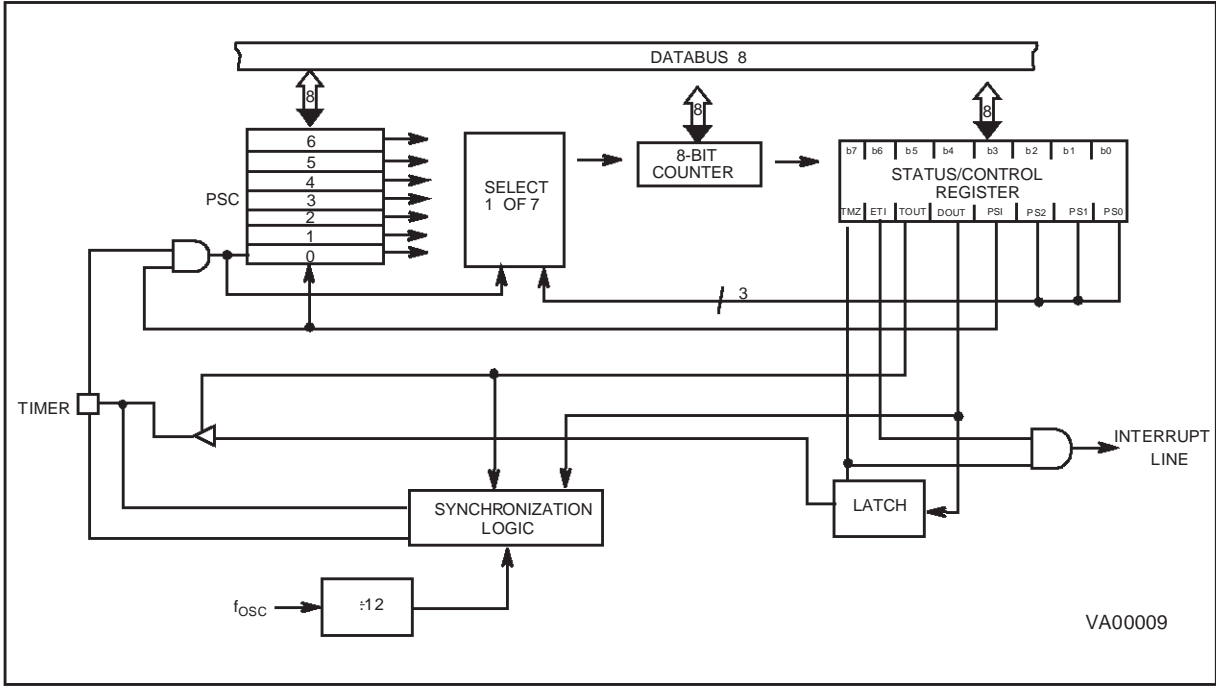 DATABUS 8
8
8
8
6
5
4
3
2
1
0
PSC
SELECT
1 OF 7
8-BIT
COUNTER
b7 b6 b5 b4 b3 b2 b1 b0
STATUS/CONTROL
REGISTER
TMZ ETI TOUT DOUT PSI PS2 PS1 PS0
3
TIMER
INTERRUPT
LINE
SYNCHRONIZATION
LOGIC
LATCH
fOSC
÷12
VA00009